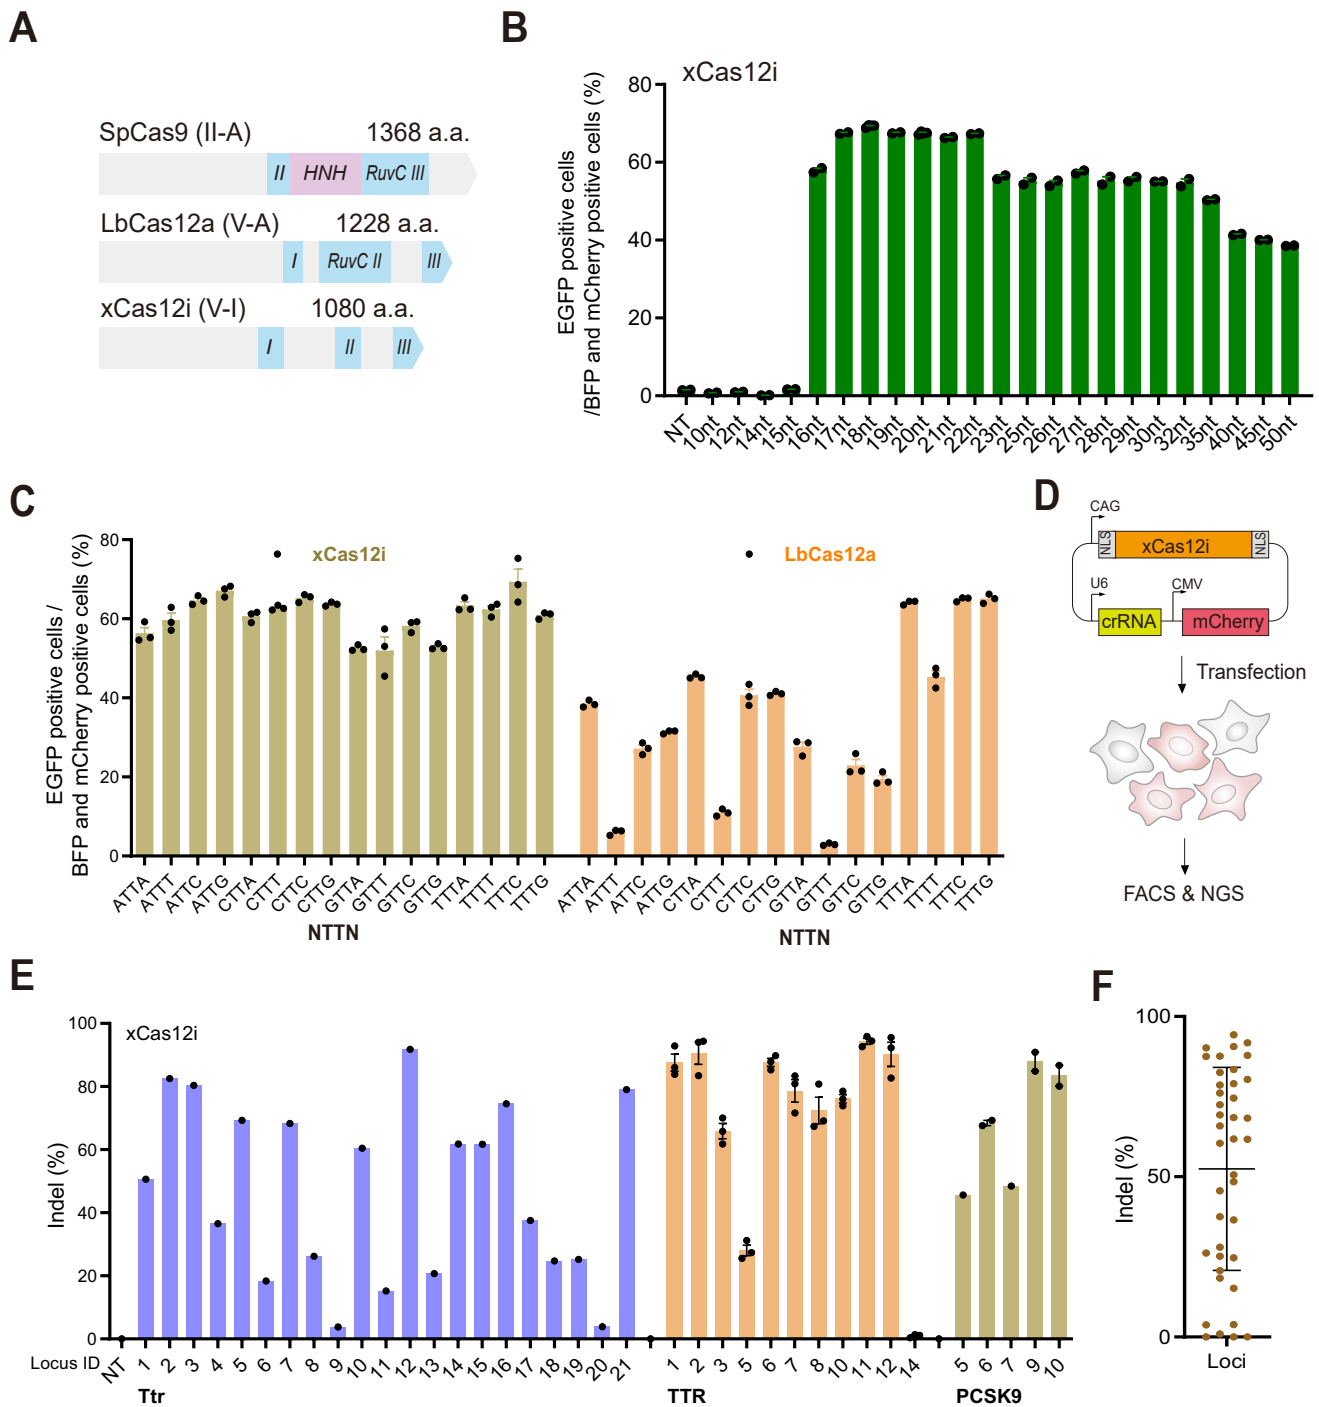 A
SpCas9 (II-A) 1368 a.a.
II HNH RuvC III
LbCas12a (V-A) 1228 a.a.
I RuvC II III
xCas12i (V-I) 1080 a.a.
I II III
B
xCas12i
EGFP positive cells
/BFP and mCherry positive cells (%)
80
60
40
20
0
NT 10nt 12nt 14nt 15nt 16nt 17nt 18nt 19nt 20nt 21nt 22nt 23nt 25nt 26nt 27nt 28nt 29nt 30nt 32nt 35nt 40nt 45nt 50nt
C
EGFP positive cells /
BFP and mCherry positive cells (%)
80
60
40
20
0
xCas12i LbCas12a
ATTA ATTT ATTC ATTG CTTA CTTT CTTC CTTG GTTA GTTT GTTC GTTG TTTA TTTT TTTC TTTG
NTTN
ATTA ATTT ATTC ATTG CTTA CTTT CTTC CTTG GTTA GTTT GTTC GTTG TTTA TTTT TTTC TTTG
NTTN
D
CAG
NLS xCas12i NLS
U6 CMV
crRNA mCherry
Transfection
FACS & NGS
E
xCas12i
Indel (%)
100
80
60
40
20
0
Locus ID NT 1 2 3 4 5 6 7 8 9 10 11 12 13 14 15 16 17 18 19 20 21 1 2 3 5 6 7 8 10 11 12 14 5 6 7 9 10
Ttr TTR PCSK9
F
Indel (%)
100
50
0
Loci